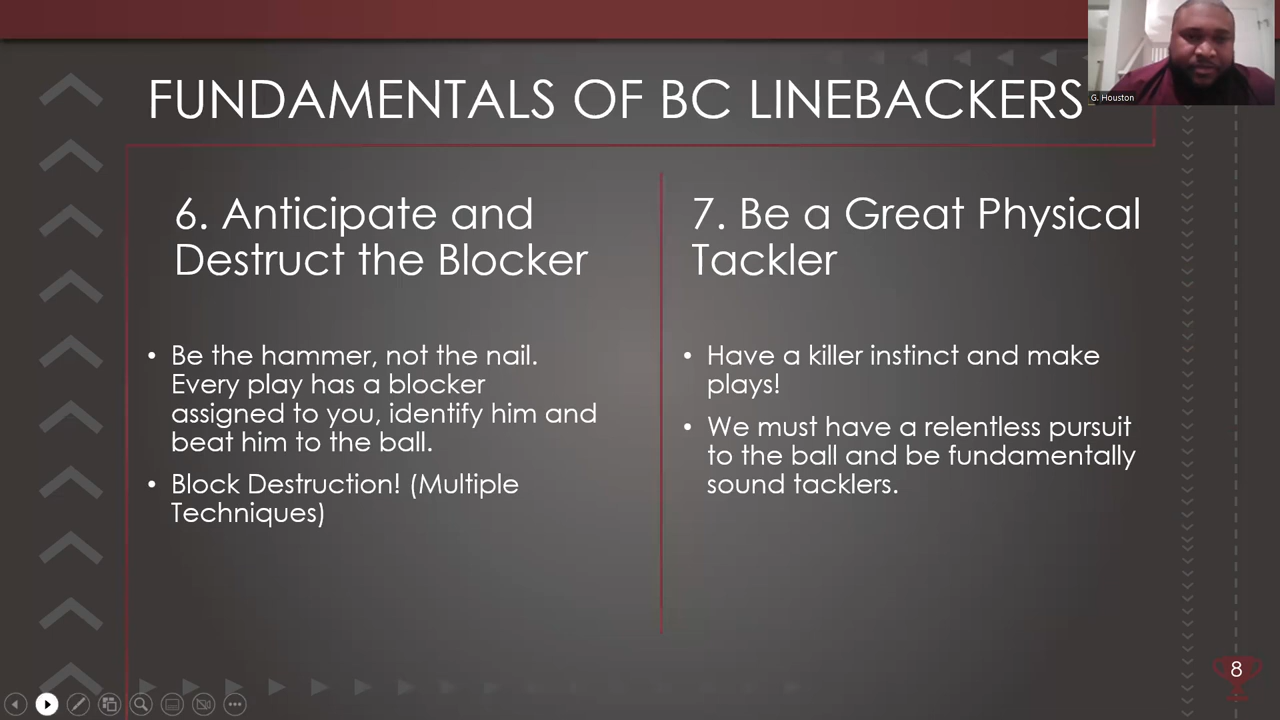 FUNDAMENTALS OF BC LINEBACKERS
G. Houston
6. Anticipate and
Destruct the Blocker
• Be the hammer, not the nail.
Every play has a blocker
assigned to you, identify him and
beat him to the ball.
• Block Destruction! (Multiple
Techniques)
7. Be a Great Physical
Tackler
• Have a killer instinct and make
plays!
• We must have a relentless pursuit
to the ball and be fundamentally
sound tacklers.
8